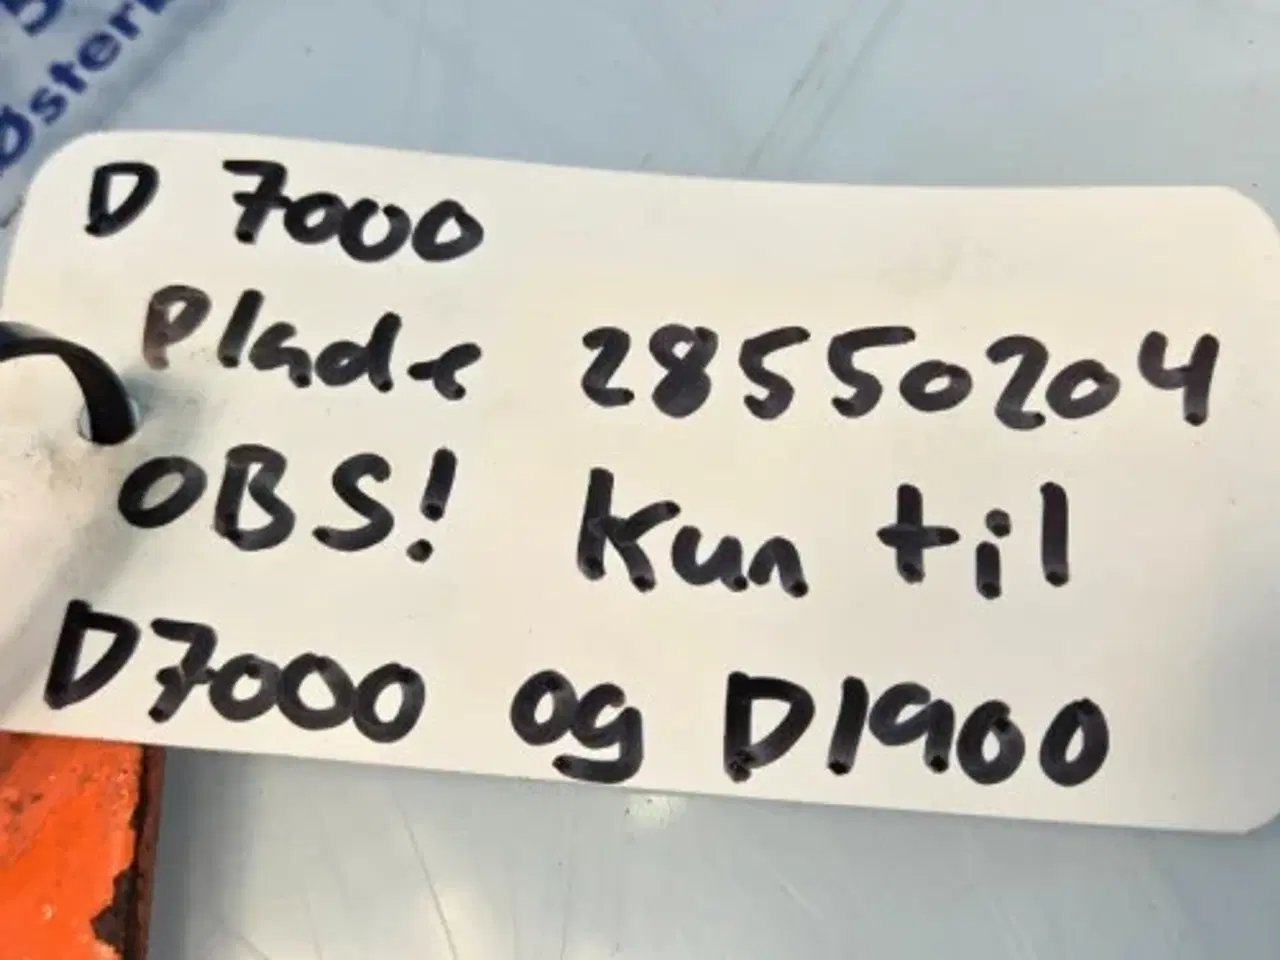 D 7000
Plade 28550204
OBS! Kun til
D7000 og D1900